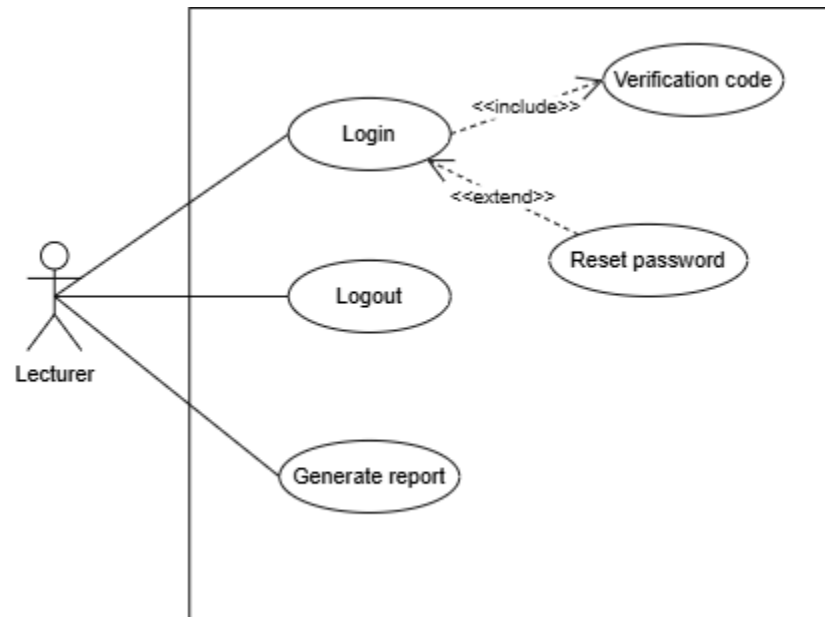 Verification code
<<include>>
Login
<<extend>>
Reset password
Logout
Lecturer
Generate report